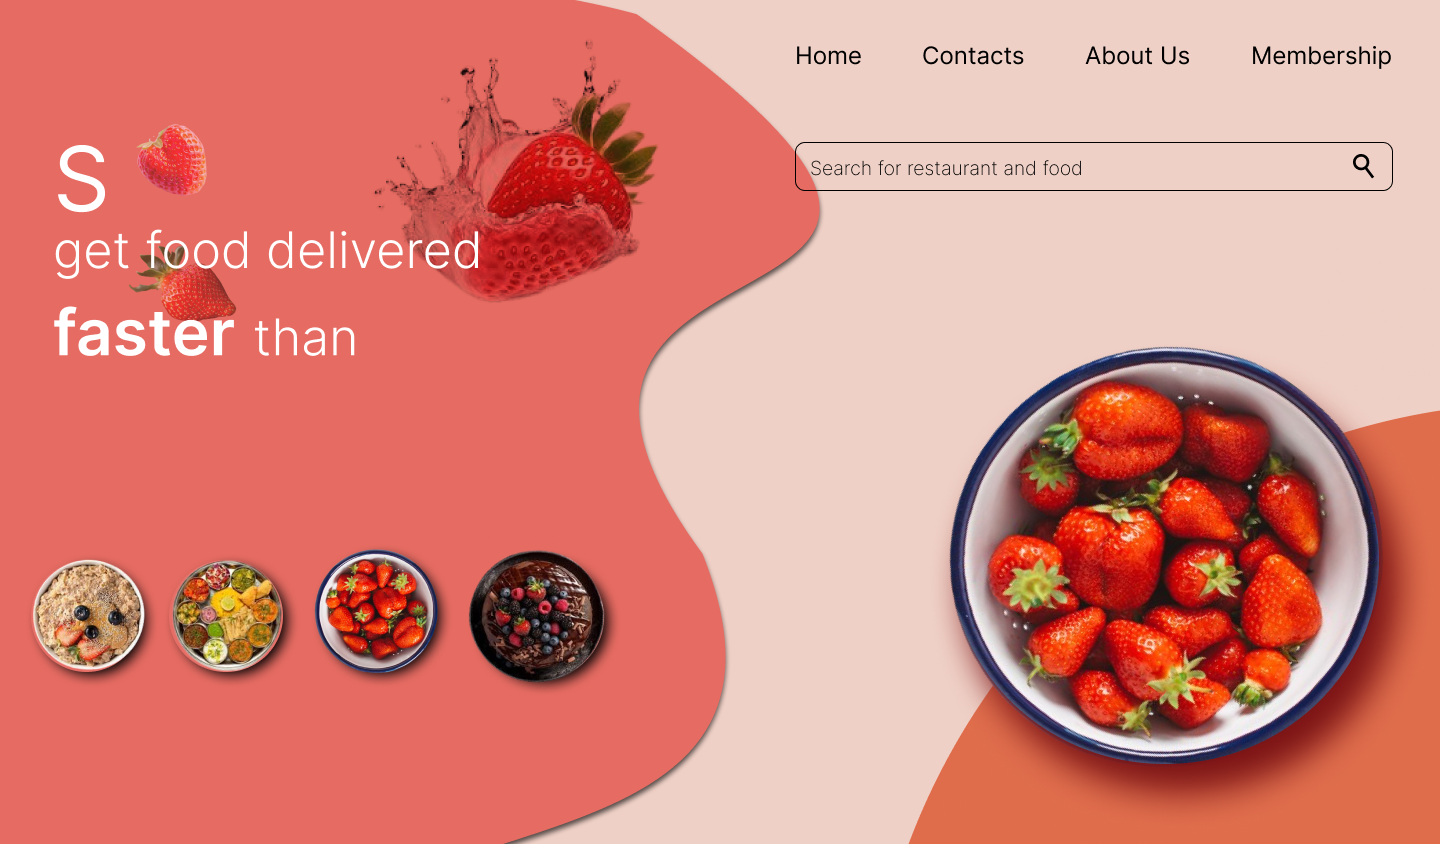 Home Contacts About Us Membership
Search for restaurant and food
S
get food delivered
faster than